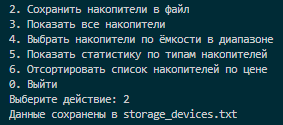 2. Сохранить накопители в файл
3. Показать все накопители
4. Выбрать накопители по ёмкости в диапазоне
5. Показать статистику по типам накопителей
6. Отсортировать список накопителей по цене
0. Выйти
Выберите действие: 2
Данные сохранены в storage_devices.txt